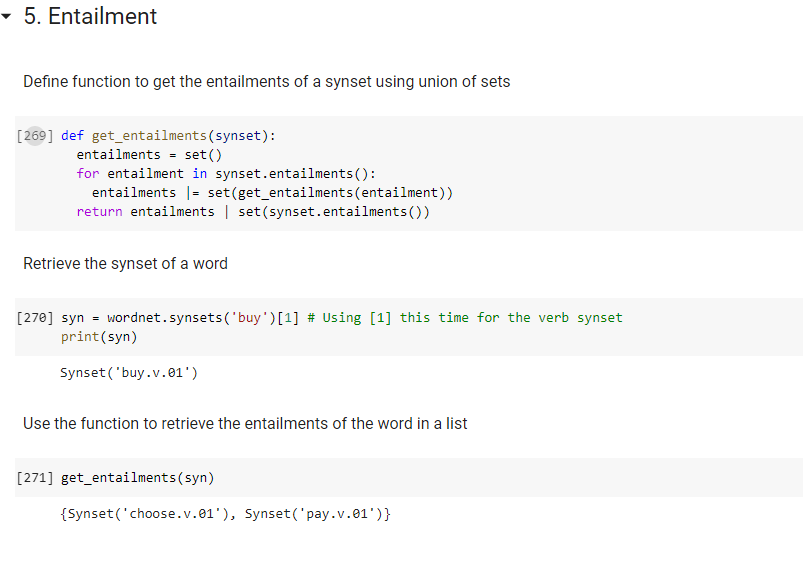 5. Entailment
Define function to get the entailments of a synset using union of sets
[269] def get_entailments(synset):
entailments = set()
for entailment in synset.entailments():
entailments |= set(get_entailments(entailment))
return entailments | set(synset.entailments())
Retrieve the synset of a word
[270] syn = wordnet.synsets('buy')[1] # Using [1] this time for the verb synset
print(syn)
Synset('buy.v.01')
Use the function to retrieve the entailments of the word in a list
[271] get_entailments(syn)
{Synset('choose.v.01'), Synset('pay.v.01')}